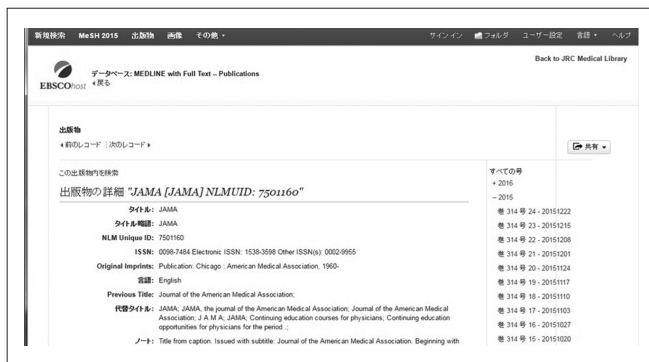 新規検索 MeSH 2015 出版物 画像 その他
サインイン フォルダ ユーザー設定 言語 ヘルプ
Back to JRC Medical Library
EBSCOhost
データベース: MEDLINE with Full Text – Publications
戻る
出版物
前のレコード 次のレコード
共有
この出版物内を検索
出版物の詳細 "JAMA [JAMA] NLMUID: 7501160"
タイトル: JAMA
タイトル略語: JAMA
NLM Unique ID: 7501160
ISSN: 0098-7484 Electronic ISSN: 1538-3598 Other ISSN(s): 0002-9955
Original Imprints: Publication: Chicago : American Medical Association, 1960-
言語: English
Previous Title: Journal of the American Medical Association;
代替タイトル: JAMA; JAMA, the journal of the American Medical Association; Journal of the American Medical
Association; J A M A; JAMA; Continuing education courses for physicians; Continuing education
opportunities for physicians for the period .;
ノート: Title from caption. Issued with subtitle: Journal of the American Medical Association. Beginning with
すべての号
+ 2016
– 2015
巻 314 号 24 - 20151222
巻 314 号 23 - 20151215
巻 314 号 22 - 20151208
巻 314 号 21 - 20151201
巻 314 号 20 - 20151124
巻 314 号 19 - 20151117
巻 314 号 18 - 20151110
巻 314 号 17 - 20151103
巻 314 号 16 - 20151027
巻 314 号 15 - 20151020